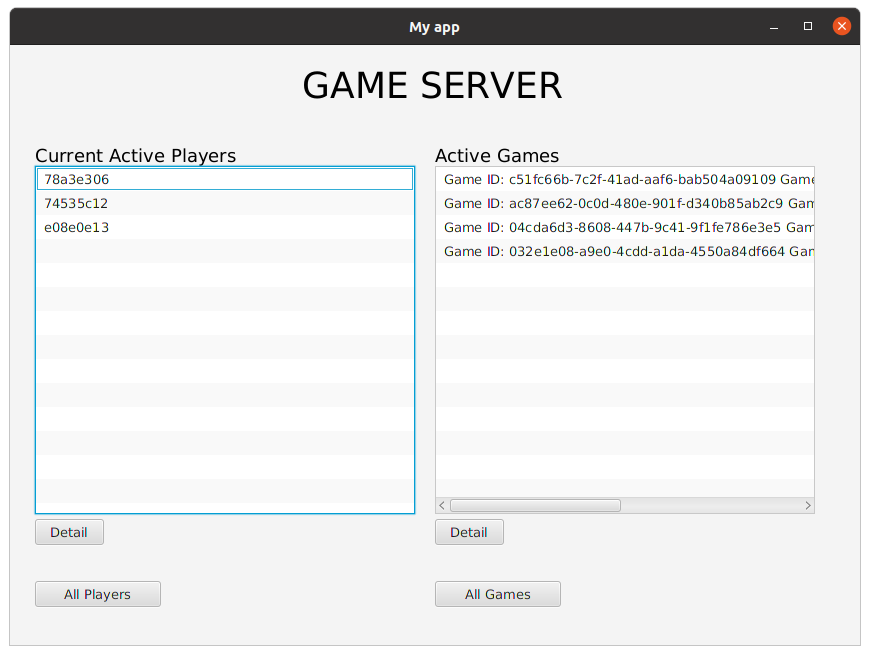 My app
GAME SERVER
Current Active Players
78a3e306
74535c12
e08e0e13
Detail
All Players
Active Games
Game ID: c51fc66b-7c2f-41ad-aaf6-bab504a09109 Game
Game ID: ac87ee62-0c0d-480e-901f-d340b85ab2c9 Gam
Game ID: 04cda6d3-8608-447b-9c41-9f1fe786e3e5 Gam
Game ID: 032e1e08-a9e0-4cdd-a1da-4550a84df664 Gam
Detail
All Games